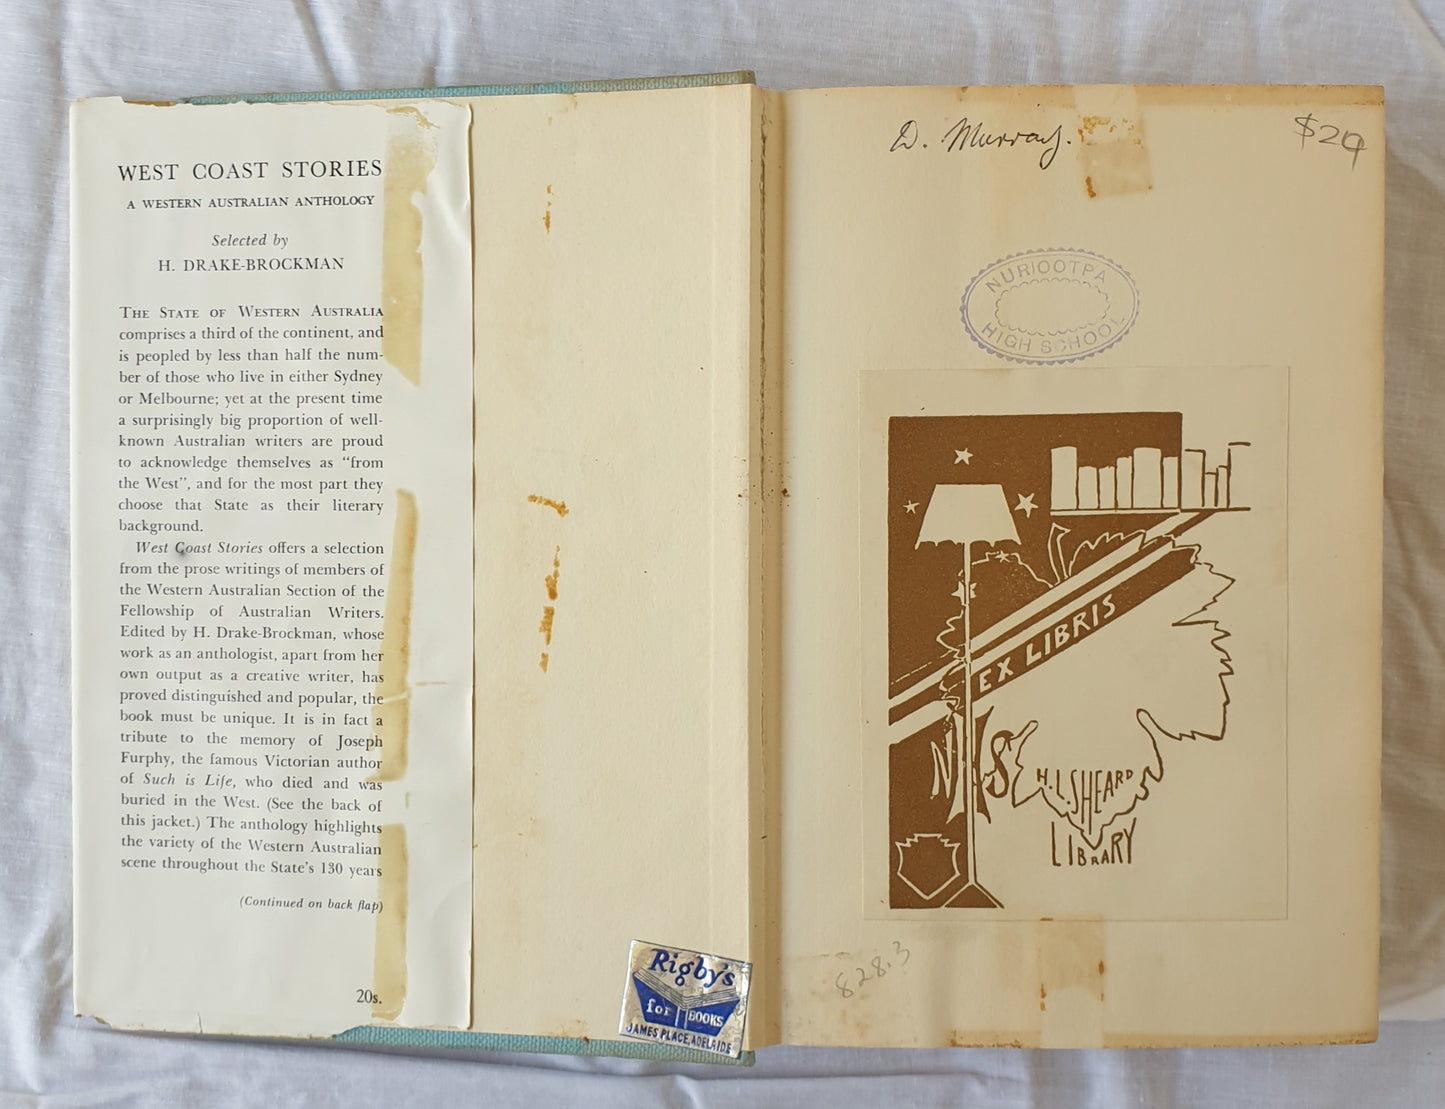 WEST COAST STORIES
A WESTERN AUSTRALIAN ANTHOLOGY
Selected by
H. DRAKE-BROCKMAN
THE STATE OF WESTERN AUSTRALIA
comprises a third of the continent, and
is peopled by less than half the num-
ber of those who live in either Sydney
or Melbourne; yet at the present time
a surprisingly big proportion of well-
known Australian writers are proud
to acknowledge themselves as "from
the West", and for the most part they
choose that State as their literary
background.
West Coast Stories offers a selection
from the prose writings of members of
the Western Australian Section of the
Fellowship of Australian Writers.
Edited by H. Drake-Brockman, whose
work as an anthologist, apart from her
own output as a creative writer, has
proved distinguished and popular, the
book must be unique. It is in fact a
tribute to the memory of Joseph
Furphy, the famous Victorian author
of Such is Life, who died and was
buried in the West. (See the back of
this jacket.) The anthology highlights
the variety of the Western Australian
scene throughout the State's 130 years
(Continued on back flap)
20s.
Rigby's
for BOOKS
JAMES PLACE, ADELAIDE
D. Murray.
$29
NURIOOTPA
HIGH SCHOOL
EX LIBRIS
NHS
H.L. SHEARD
LIBRARY
828.3